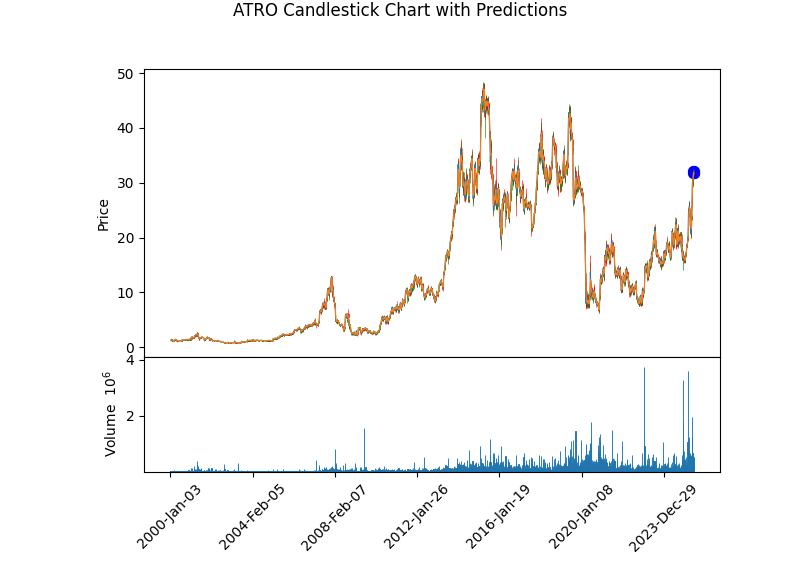 ATRO Candlestick Chart with Predictions
50
40
30
20
10
0
Price
4
2
Volume 10^6
2000-Jan-03
2004-Feb-05
2008-Feb-07
2012-Jan-26
2016-Jan-19
2020-Jan-08
2023-Dec-29